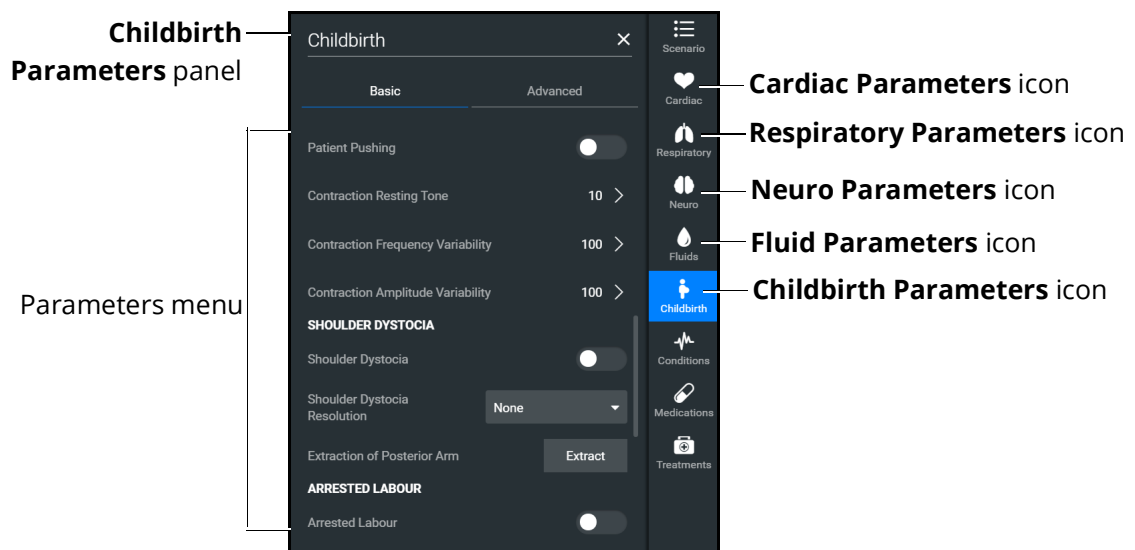 Childbirth
Parameters panel
Parameters menu
Childbirth
Basic
Advanced
Patient Pushing
Contraction Resting Tone
10
Contraction Frequency Variability
100
Contraction Amplitude Variability
100
SHOULDER DYSTOCIA
Shoulder Dystocia
Shoulder Dystocia
Resolution
None
Extraction of Posterior Arm
Extract
ARRESTED LABOUR
Arrested Labour
Scenario
Cardiac
Respiratory
Neuro
Fluids
Childbirth
Conditions
Medications
Treatments
Cardiac Parameters icon
Respiratory Parameters icon
Neuro Parameters icon
Fluid Parameters icon
Childbirth Parameters icon